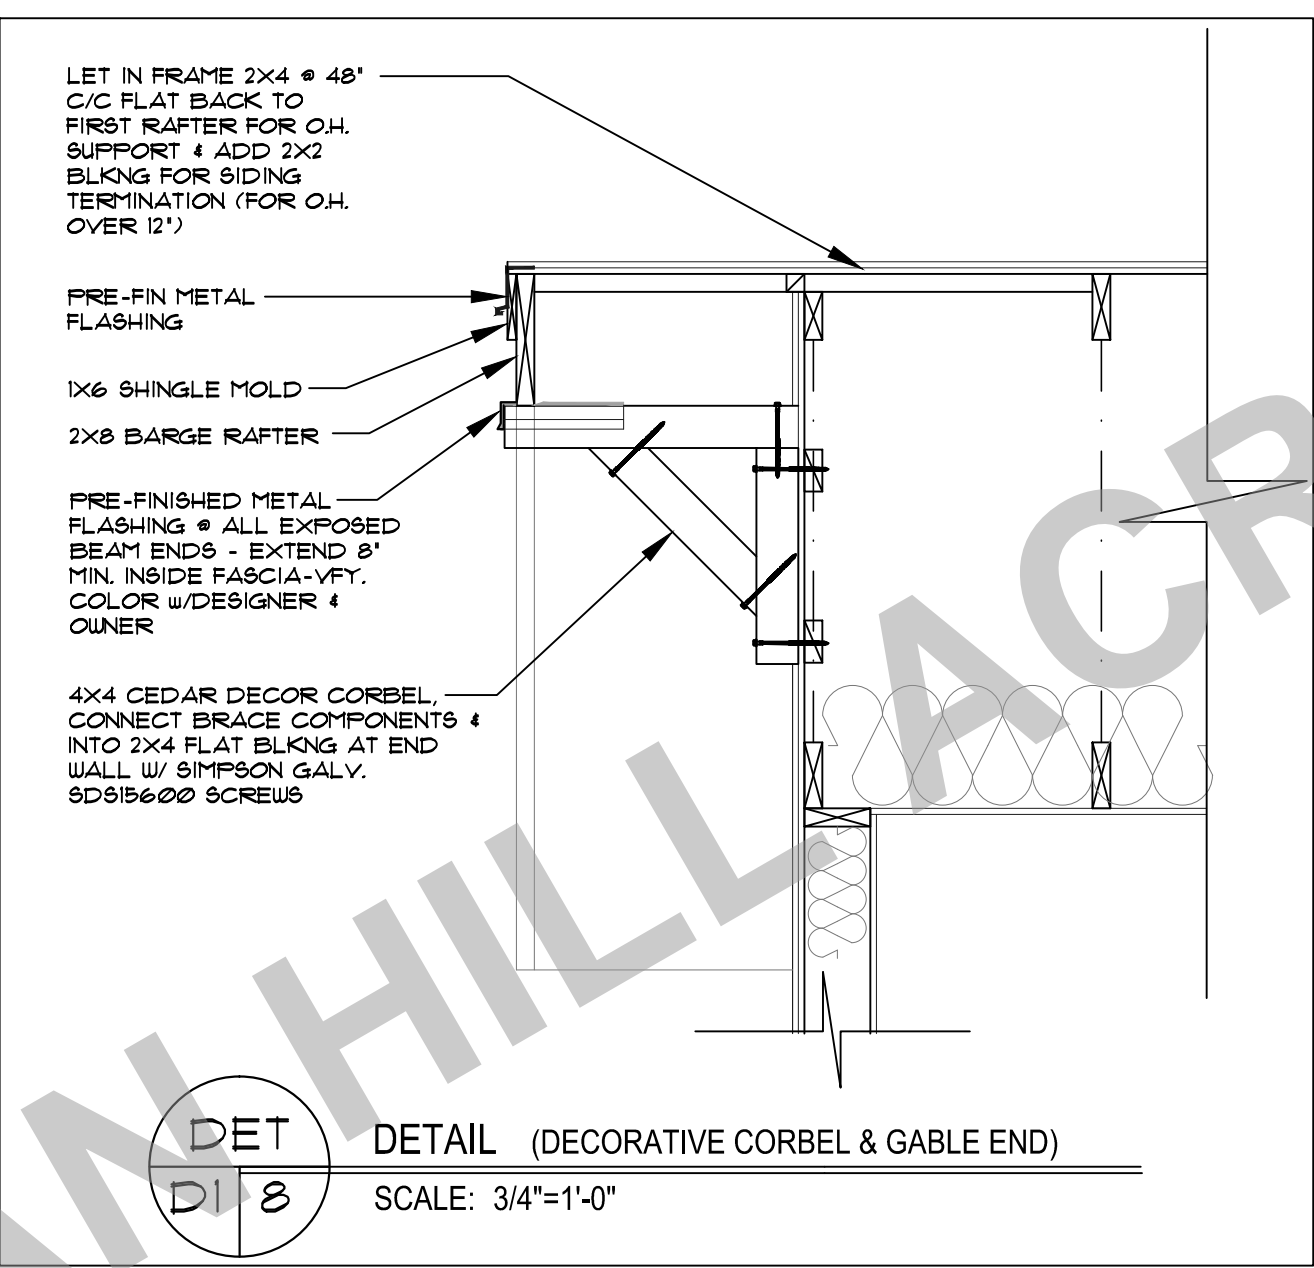 LET IN FRAME 2X4 @ 48"
C/C FLAT BACK TO
FIRST RAFTER FOR O.H.
SUPPORT & ADD 2X2
BLKNG FOR SIDING
TERMINATION (FOR O.H.
OVER 12")
PRE-FIN METAL
FLASHING
1X6 SHINGLE MOLD
2X8 BARGE RAFTER
PRE-FINISHED METAL
FLASHING @ ALL EXPOSED
BEAM ENDS - EXTEND 8"
MIN. INSIDE FASCIA-VFY.
COLOR W/DESIGNER &
OWNER
4X4 CEDAR DECOR CORBEL,
CONNECT BRACE COMPONENTS &
INTO 2X4 FLAT BLKNG AT END
WALL W/ SIMPSON GALV.
SDS15600 SCREWS
AN HILL ACR
DET
D1 8
DETAIL (DECORATIVE CORBEL & GABLE END)
SCALE: 3/4"=1'-0"